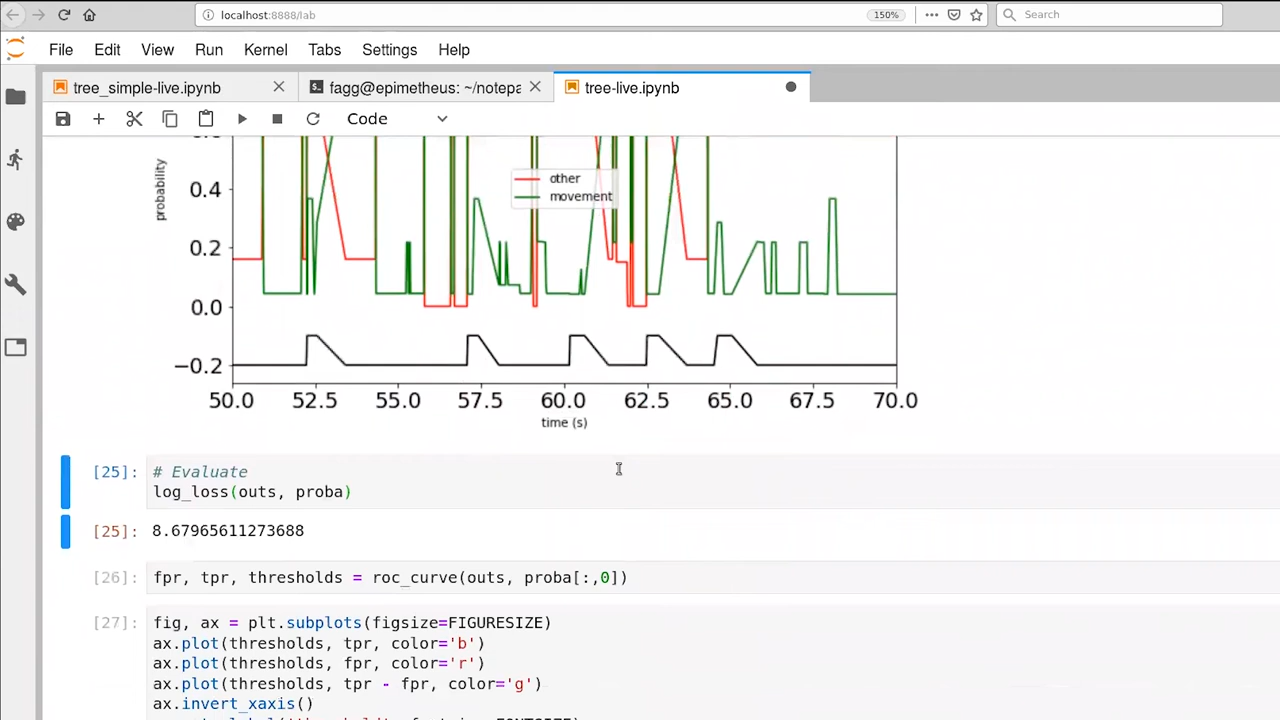 localhost:8888/lab
150%
Search
File Edit View Run Kernel Tabs Settings Help
tree_simple-live.ipynb
fagg@epimetheus: ~/notepa
tree-live.ipynb
Code
probability
0.4
0.2
0.0
−0.2
other
movement
50.0 52.5 55.0 57.5 60.0 62.5 65.0 67.5 70.0
time (s)
[25]: # Evaluate
log_loss(outs, proba)
[25]: 8.67965611273688
[26]: fpr, tpr, thresholds = roc_curve(outs, proba[:,0])
[27]: fig, ax = plt.subplots(figsize=FIGURESIZE)
ax.plot(thresholds, tpr, color='b')
ax.plot(thresholds, fpr, color='r')
ax.plot(thresholds, tpr - fpr, color='g')
ax.invert_xaxis()